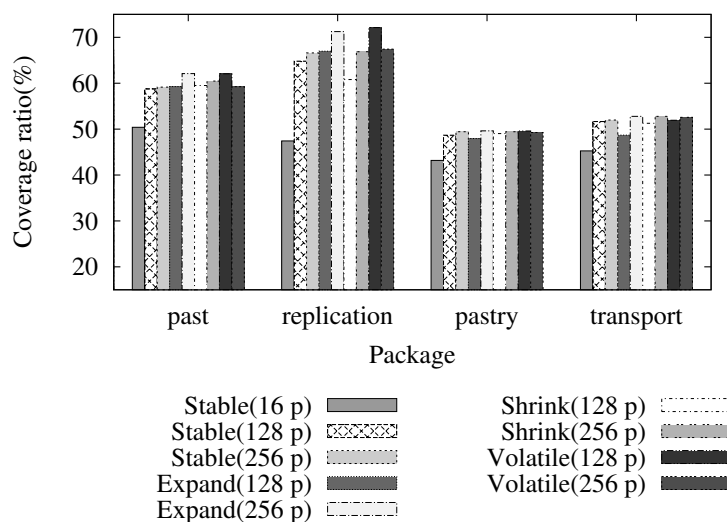 70
60
50
40
30
20
Coverage ratio(%)
past replication pastry transport
Package
Stable(16 p)
Stable(128 p)
Stable(256 p)
Expand(128 p)
Expand(256 p)
Shrink(128 p)
Shrink(256 p)
Volatile(128 p)
Volatile(256 p)